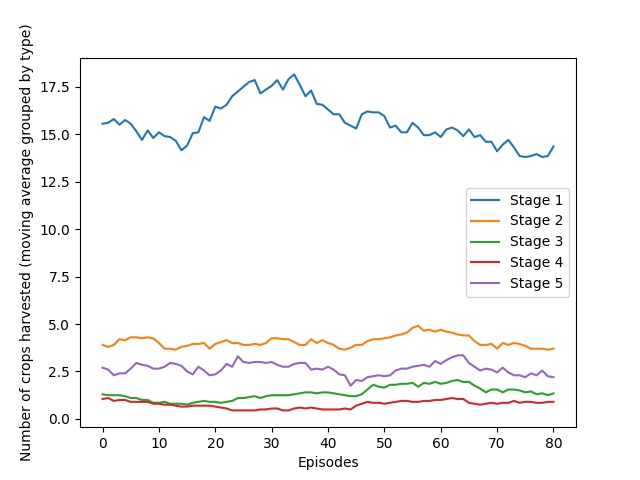 Number of crops harvested (moving average grouped by type)
17.5
15.0
12.5
10.0
7.5
5.0
2.5
0.0
Stage 1
Stage 2
Stage 3
Stage 4
Stage 5
0 10 20 30 40 50 60 70 80
Episodes